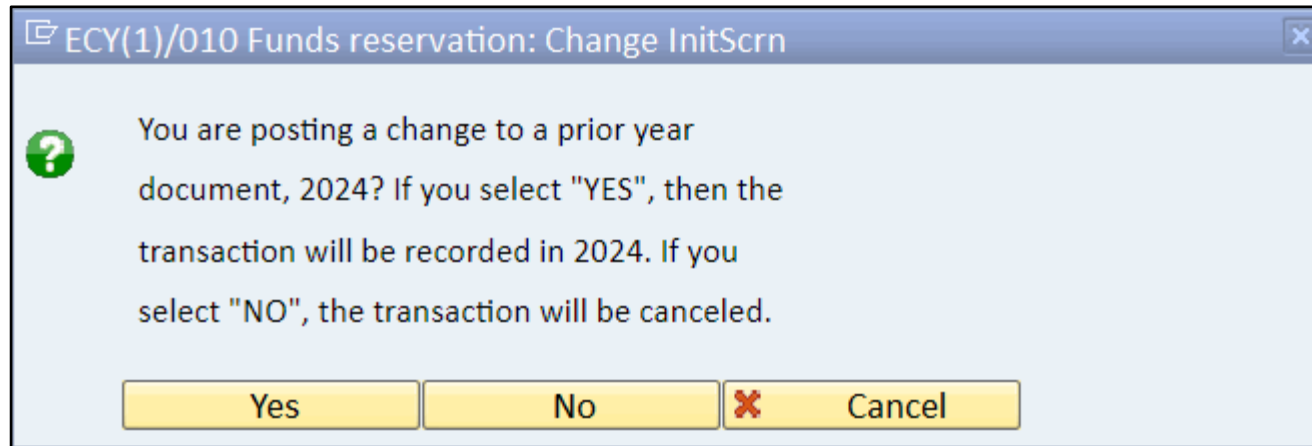 ECY(1)/010 Funds reservation: Change InitScrn
You are posting a change to a prior year
document, 2024? If you select "YES", then the
transaction will be recorded in 2024. If you
select "NO", the transaction will be canceled.
Yes No Cancel